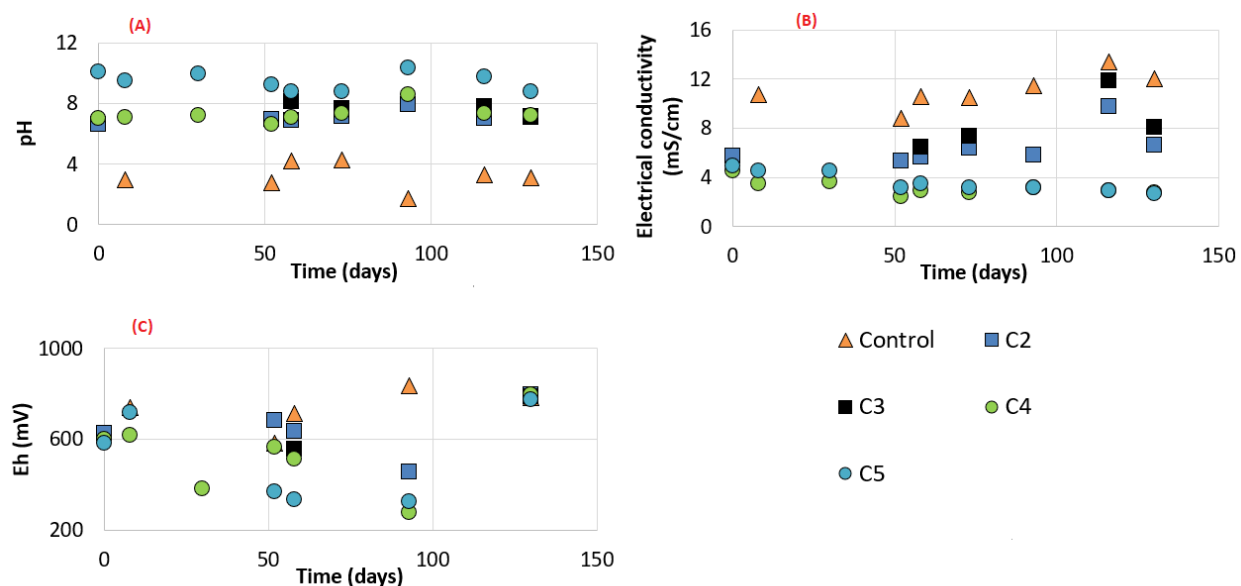 (A)
12
8
4
0
pH
0
50
100
150
Time (days)
(B)
16
12
8
4
0
Electrical conductivity
(mS/cm)
0
50
100
150
Time (days)
(C)
1000
600
200
Eh (mV)
0
50
100
150
Time (days)
Control
C2
C3
C4
C5